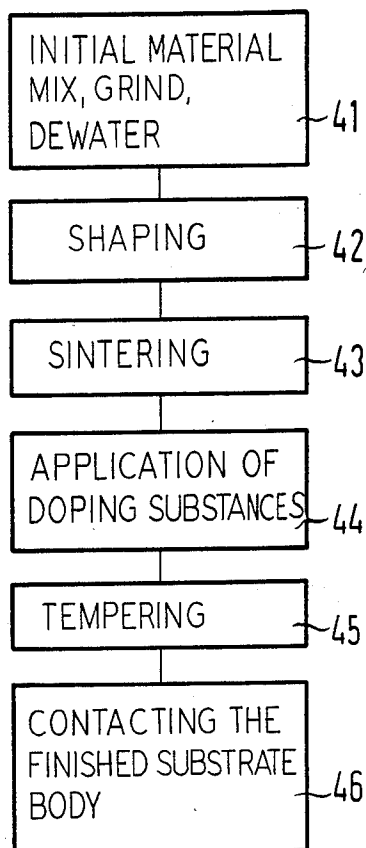 INITIAL MATERIAL
MIX, GRIND,
DEWATER
41
SHAPING
42
SINTERING
43
APPLICATION OF
DOPING SUBSTANCES
44
TEMPERING
45
CONTACTING THE
FINISHED SUBSTRATE
BODY
46